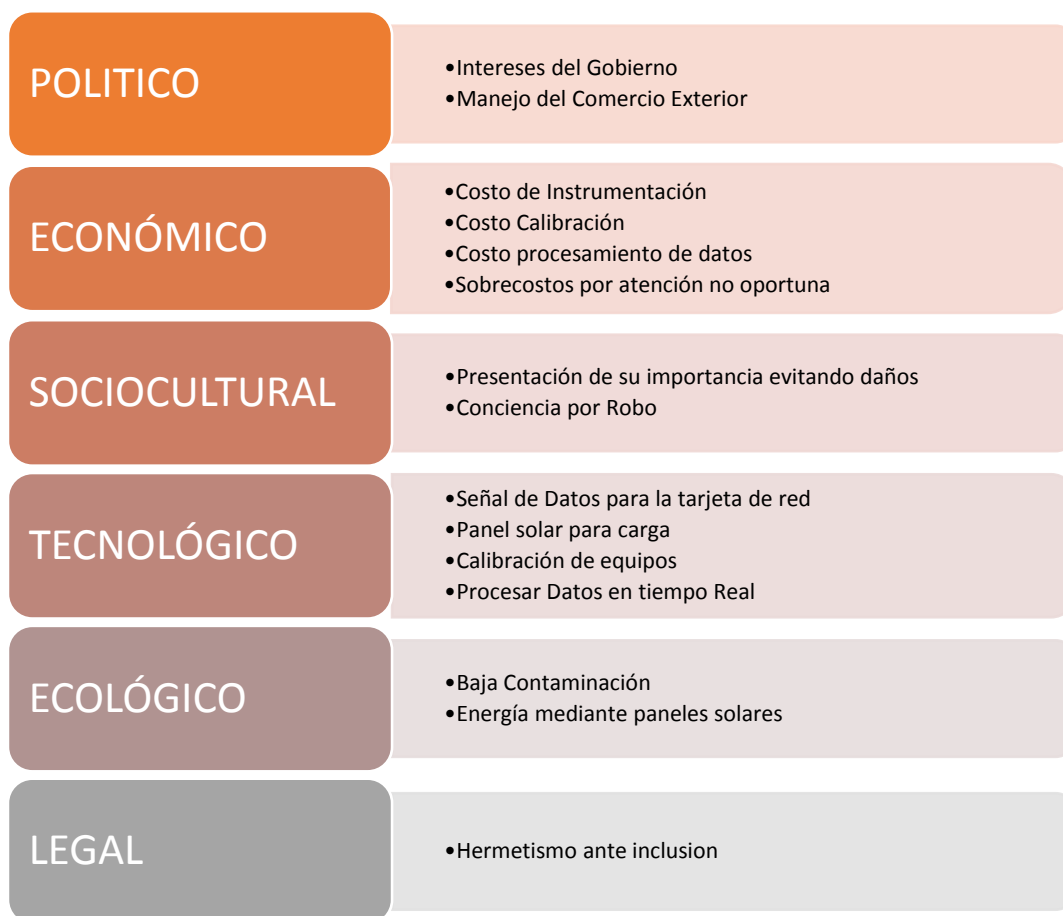 POLITICO
•Intereses del Gobierno
•Manejo del Comercio Exterior
ECONÓMICO
•Costo de Instrumentación
•Costo Calibración
•Costo procesamiento de datos
•Sobrecostos por atención no oportuna
SOCIOCULTURAL
•Presentación de su importancia evitando daños
•Conciencia por Robo
TECNOLÓGICO
•Señal de Datos para la tarjeta de red
•Panel solar para carga
•Calibración de equipos
•Procesar Datos en tiempo Real
ECOLÓGICO
•Baja Contaminación
•Energía mediante paneles solares
LEGAL
•Hermetismo ante inclusion